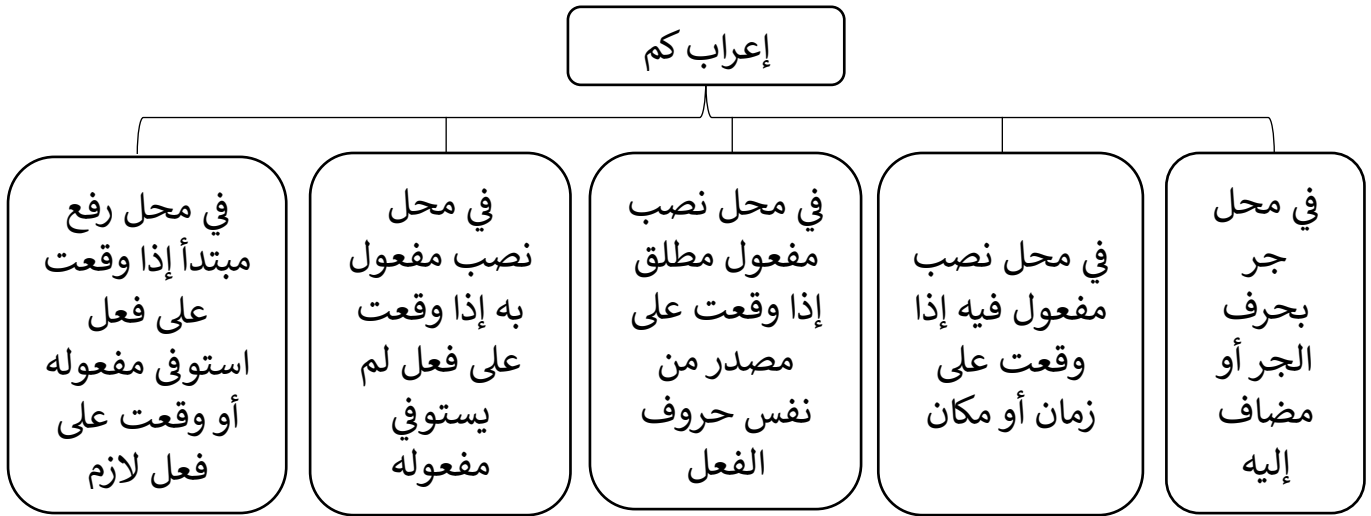 إعراب كم
في محل
جر
بحرف
الجر أو
مضاف
إليه
في محل نصب
مفعول فيه إذا
وقعت على
زمان أو مكان
في محل نصب
مفعول مطلق
إذا وقعت على
مصدر من
نفس حروف
الفعل
في محل
نصب مفعول
به إذا وقعت
على فعل لم
يستوفي
مفعوله
في محل رفع
مبتدأ إذا وقعت
على فعل
استوفى مفعوله
أو وقعت على
فعل لازم